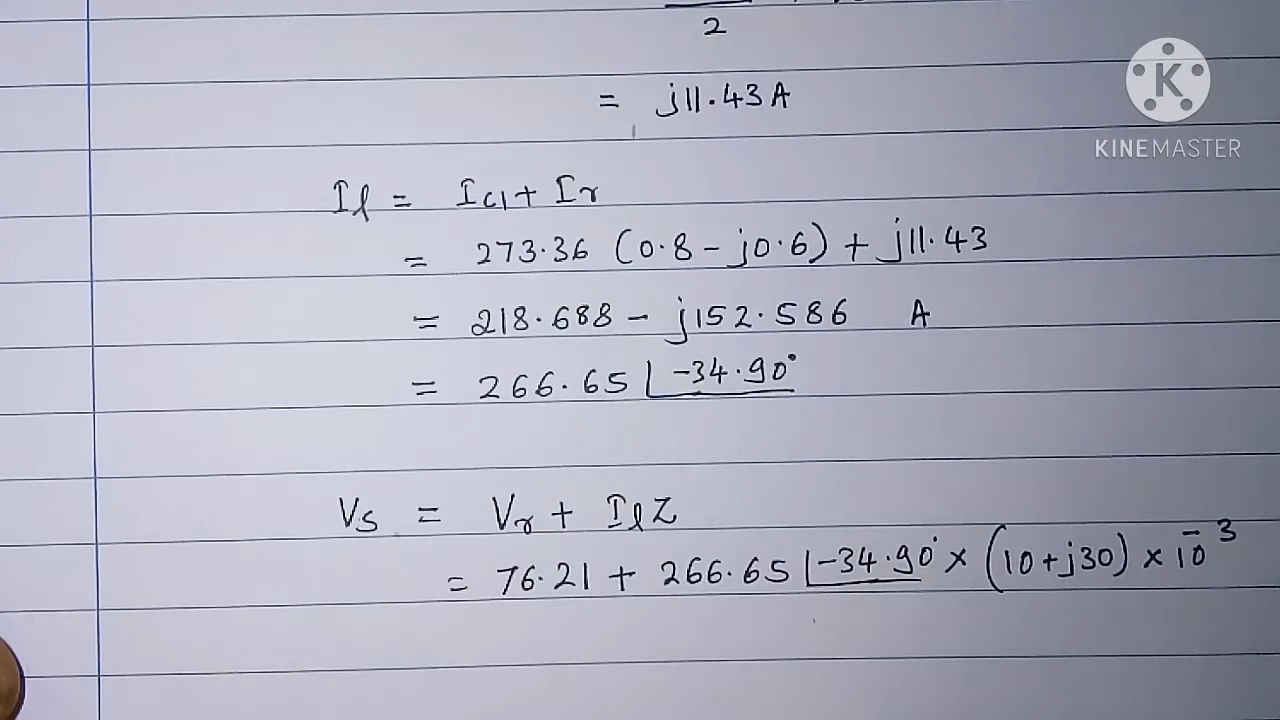 2
= j11.43 A
K
KINEMASTER
Il = Ic1 + Ir
= 273.36 (0.8 - j0.6) + j11.43
= 218.688 - j152.586 A
= 266.65 ∠-34.90°
Vs = Vr + IlZ
= 76.21 + 266.65 ∠-34.90° × (10 + j30) × 10^-3